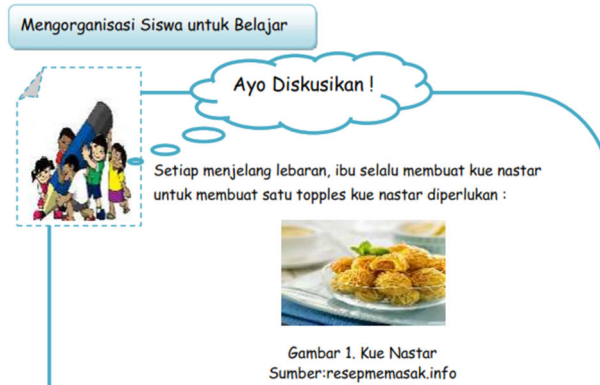 Mengorganisasi Siswa untuk Belajar
Ayo Diskusikan !
Setiap menjelang lebaran, ibu selalu membuat kue nastar
untuk membuat satu topples kue nastar diperlukan :
Gambar 1. Kue Nastar
Sumber:resepmemasak.info